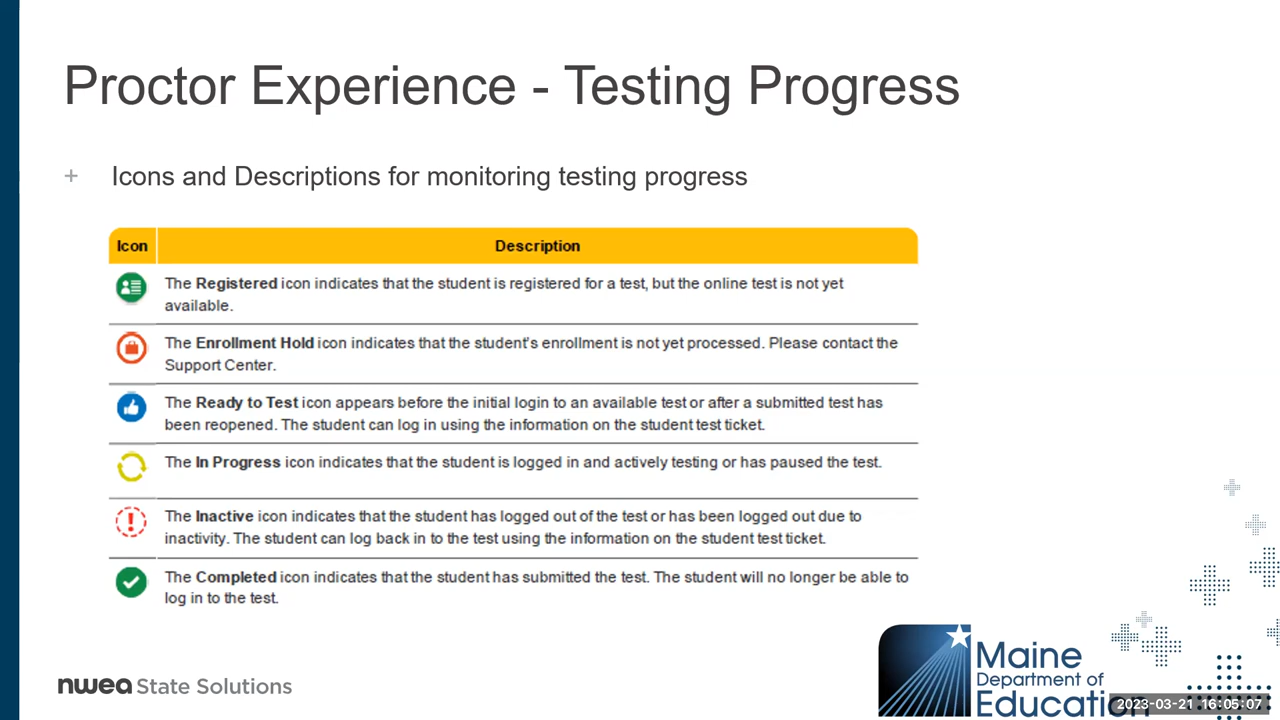 Proctor Experience - Testing Progress
+ Icons and Descriptions for monitoring testing progress
Icon Description
The Registered icon indicates that the student is registered for a test, but the online test is not yet
available.
The Enrollment Hold icon indicates that the student's enrollment is not yet processed. Please contact the
Support Center.
The Ready to Test icon appears before the initial login to an available test or after a submitted test has
been reopened. The student can log in using the information on the student test ticket.
The In Progress icon indicates that the student is logged in and actively testing or has paused the test.
The Inactive icon indicates that the student has logged out of the test or has been logged out due to
inactivity. The student can log back in to the test using the information on the student test ticket.
The Completed icon indicates that the student has submitted the test. The student will no longer be able to
log in to the test.
nwea State Solutions
Maine
Department of
Education
2023-03-21 16:05:07